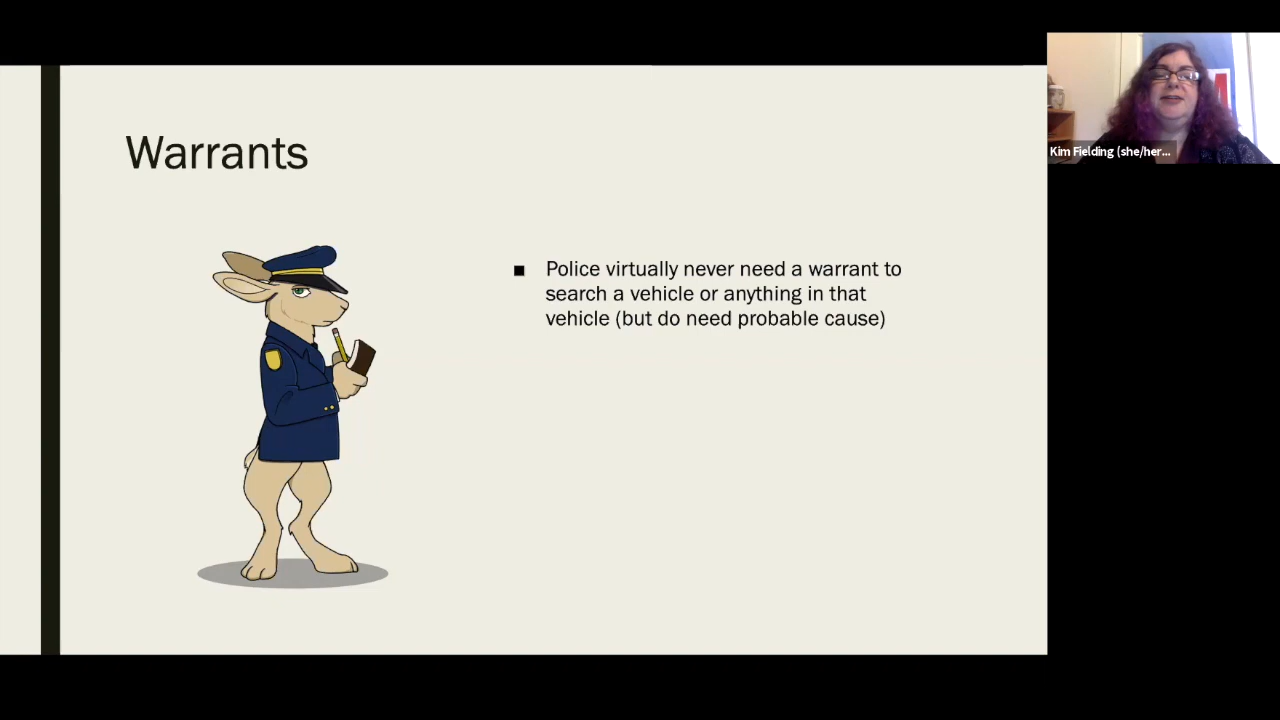 Warrants
Police virtually never need a warrant to
search a vehicle or anything in that
vehicle (but do need probable cause)
Kim Fielding (she/her...